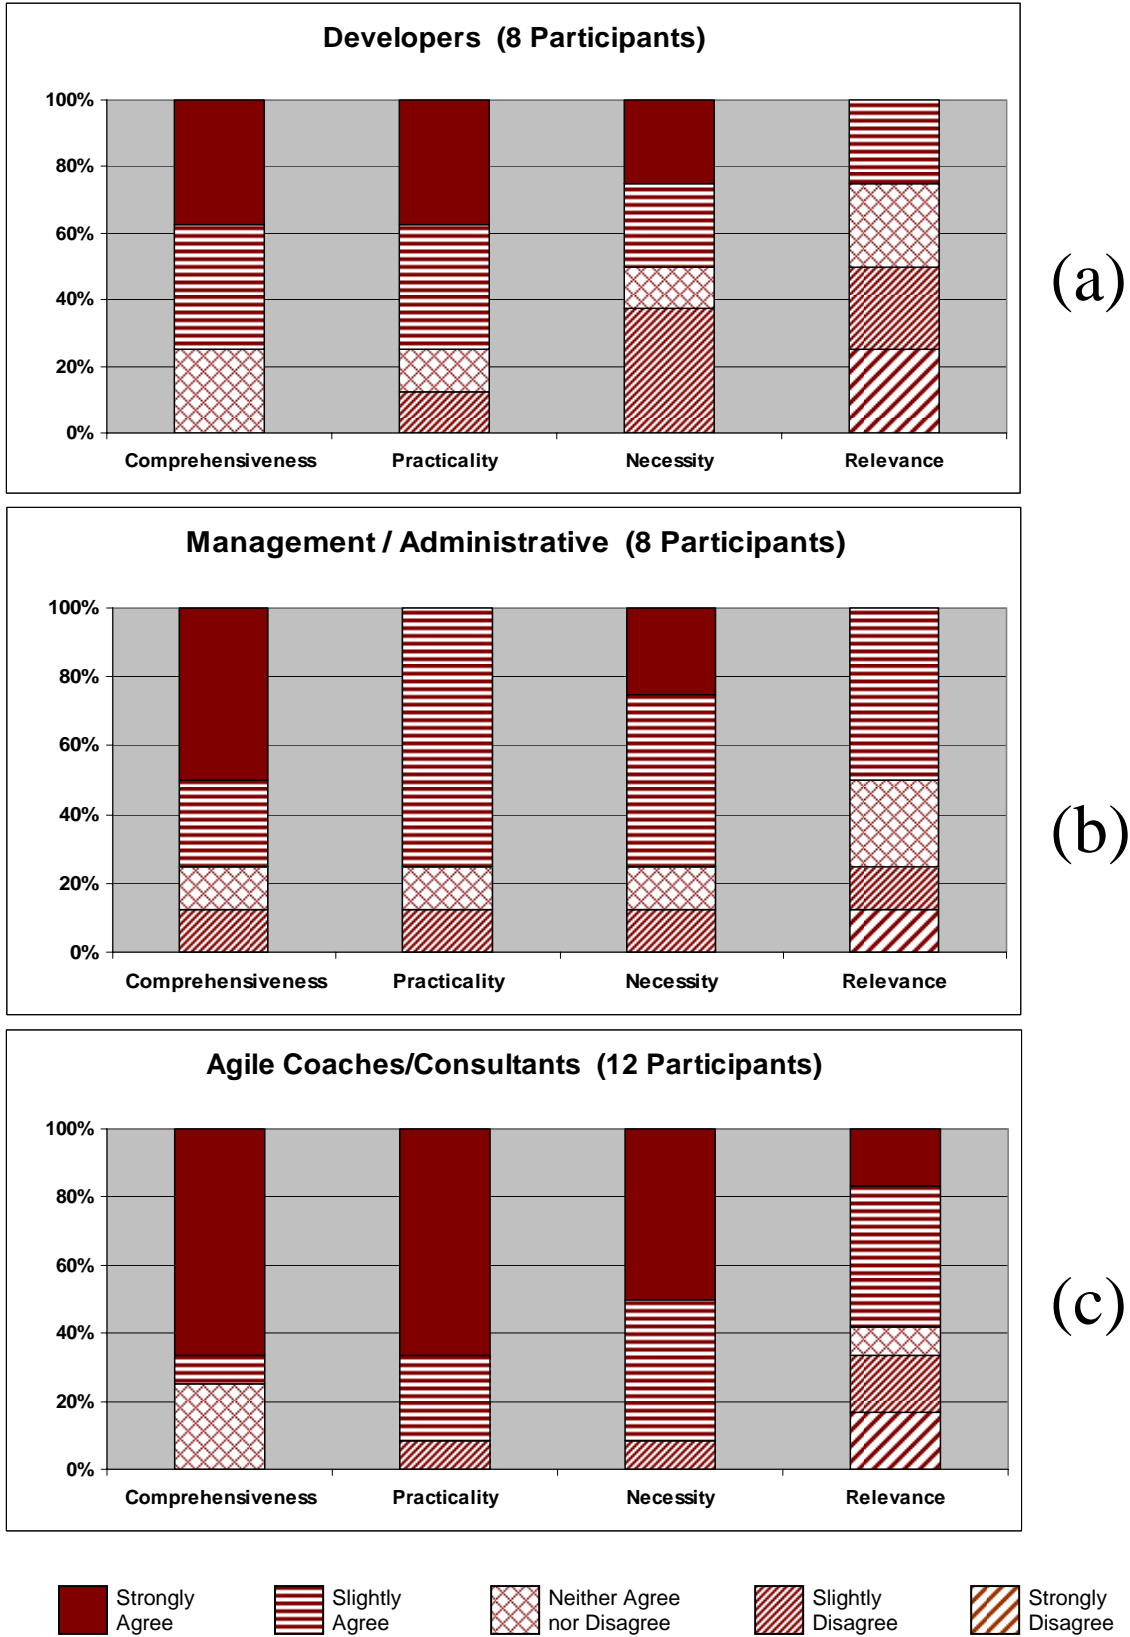 Developers (8 Participants)
100%
80%
60%
40%
20%
0%
Comprehensiveness Practicality Necessity Relevance
(a)
Management / Administrative (8 Participants)
100%
80%
60%
40%
20%
0%
Comprehensiveness Practicality Necessity Relevance
(b)
Agile Coaches/Consultants (12 Participants)
100%
80%
60%
40%
20%
0%
Comprehensiveness Practicality Necessity Relevance
(c)
Strongly
Agree
Slightly
Agree
Neither Agree
nor Disagree
Slightly
Disagree
Strongly
Disagree